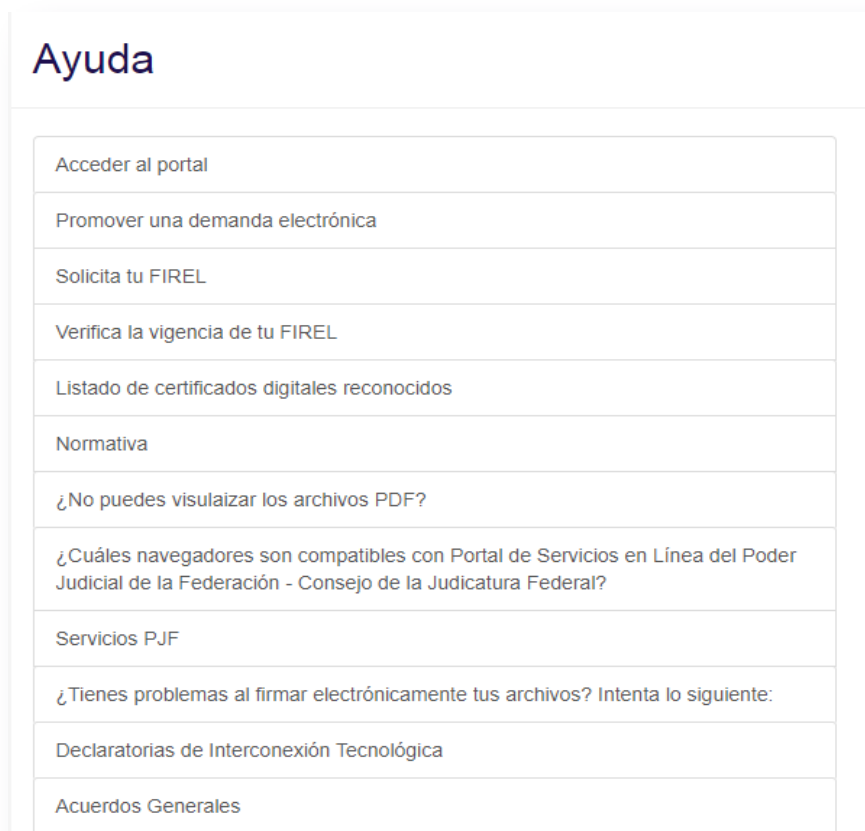 Ayuda
Acceder al portal
Promover una demanda electrónica
Solicita tu FIREL
Verifica la vigencia de tu FIREL
Listado de certificados digitales reconocidos
Normativa
¿No puedes visulaizar los archivos PDF?
¿Cuáles navegadores son compatibles con Portal de Servicios en Línea del Poder
Judicial de la Federación - Consejo de la Judicatura Federal?
Servicios PJF
¿Tienes problemas al firmar electrónicamente tus archivos? Intenta lo siguiente:
Declaratorias de Interconexión Tecnológica
Acuerdos Generales